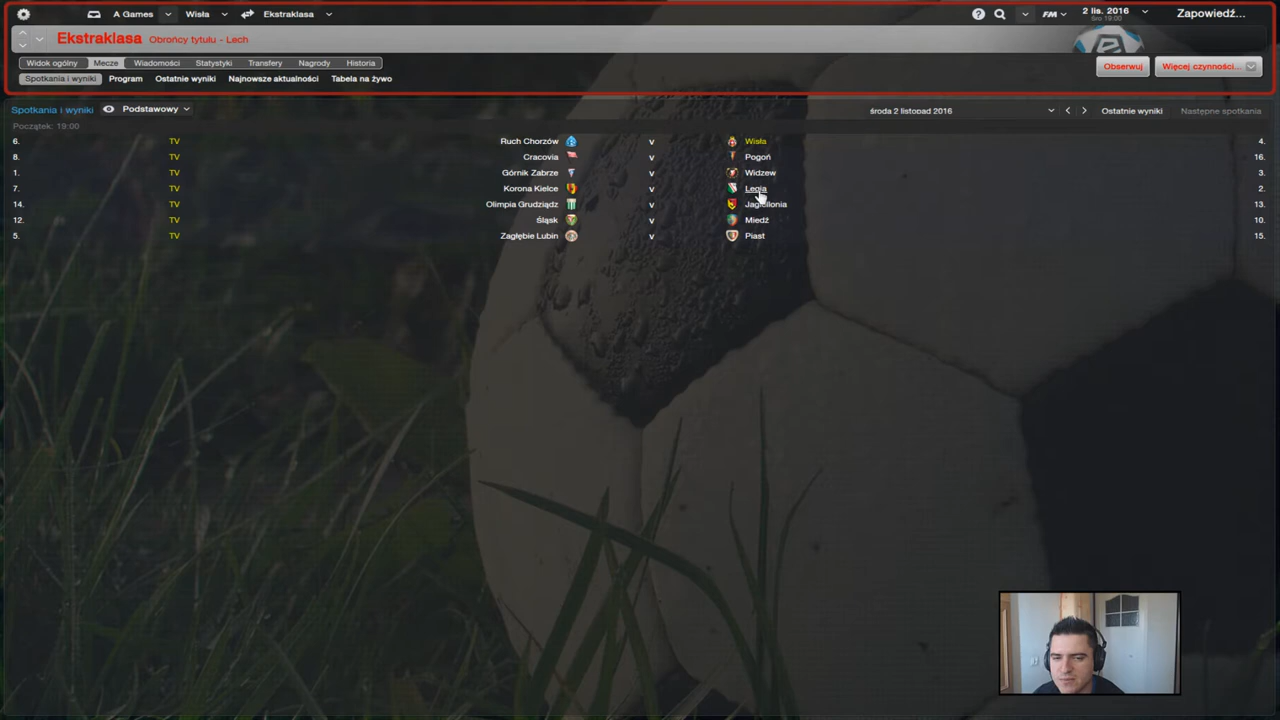 A Games Wisła Ekstraklasa FM 2 lis. 2016 Zapowiedź...
Śro 19:00
Ekstraklasa Obrońcy tytułu - Lech
Widok ogólny Mecze Wiadomości Statystyki Transfery Nagrody Historia Obserwuj Więcej czynności...
Spotkania i wyniki Program Ostatnie wyniki Najnowsze aktualności Tabela na żywo
Spotkania i wyniki Podstawowy środa 2 listopad 2016 Ostatnie wyniki Następne spotkania
Początek: 19:00
6. TV Ruch Chorzów v Wisła 4.
8. TV Cracovia v Pogoń 16.
1. TV Górnik Zabrze v Widzew 3.
7. TV Korona Kielce v Legia 2.
14. TV Olimpia Grudziądz v Jagiellonia 13.
12. TV Śląsk v Miedź 10.
5. TV Zagłębie Lubin v Piast 15.